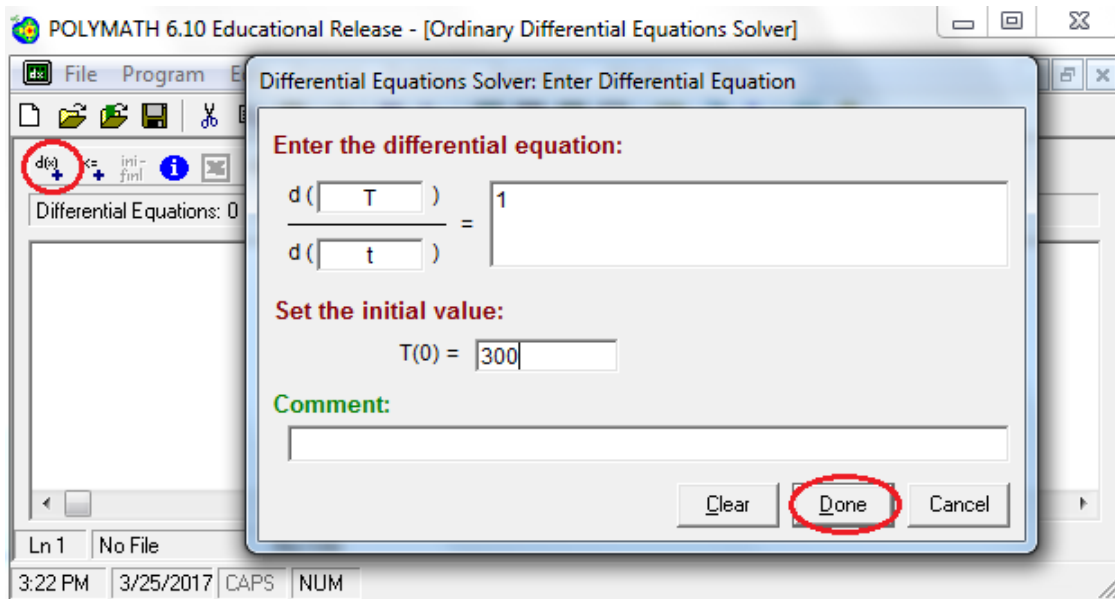 POLYMATH 6.10 Educational Release - [Ordinary Differential Equations Solver]
File Program E
Differential Equations Solver: Enter Differential Equation
Enter the differential equation:
d(x)
ini-
finl
d ( T )
= 1
d ( t )
Differential Equations: 0
Set the initial value:
T(0) = 300
Comment:
Clear Done Cancel
Ln 1 No File
3:22 PM 3/25/2017 CAPS NUM